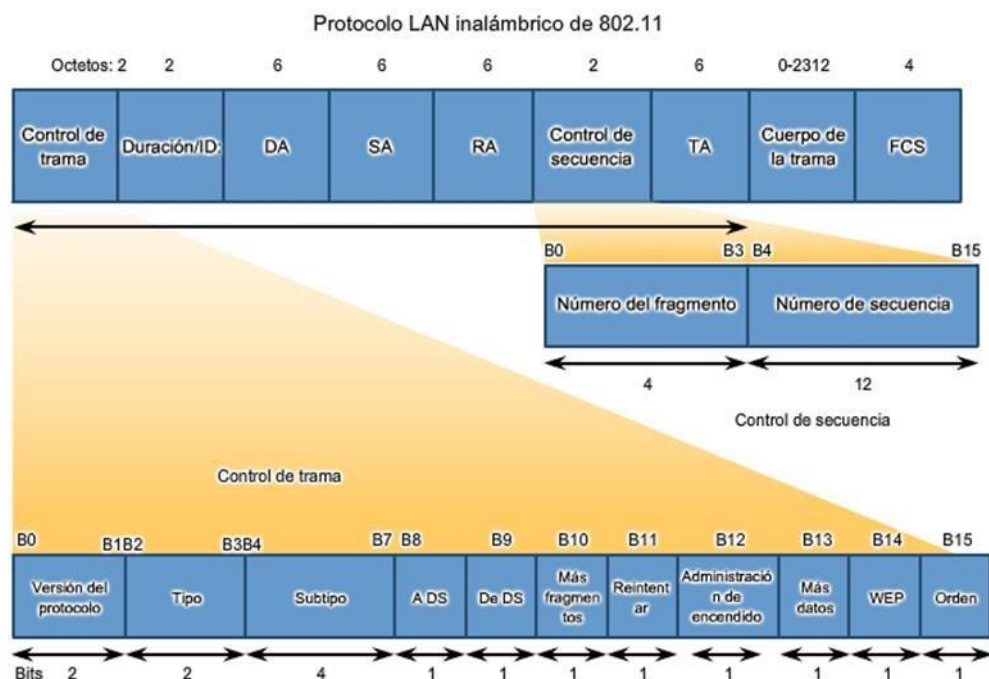 Protocolo LAN inalámbrico de 802.11
Octetos: 2 2 6 6 6 2 6 0-2312 4
Control de
trama
Duración/ID:
DA
SA
RA
Control de
secuencia
TA
Cuerpo de
la trama
FCS
B0 B3 B4 B15
Número del fragmento
Número de secuencia
4 12
Control de secuencia
Control de trama
B0 B1B2 B3B4 B7 B8 B9 B10 B11 B12 B13 B14 B15
Versión del
protocolo
Tipo
Subtipo
A DS
De DS
Más
fragmen
tos
Reintent
ar
Administració
n de
encendido
Más
datos
WEP
Orden
Bits 2 2 4 1 1 1 1 1 1 1 1